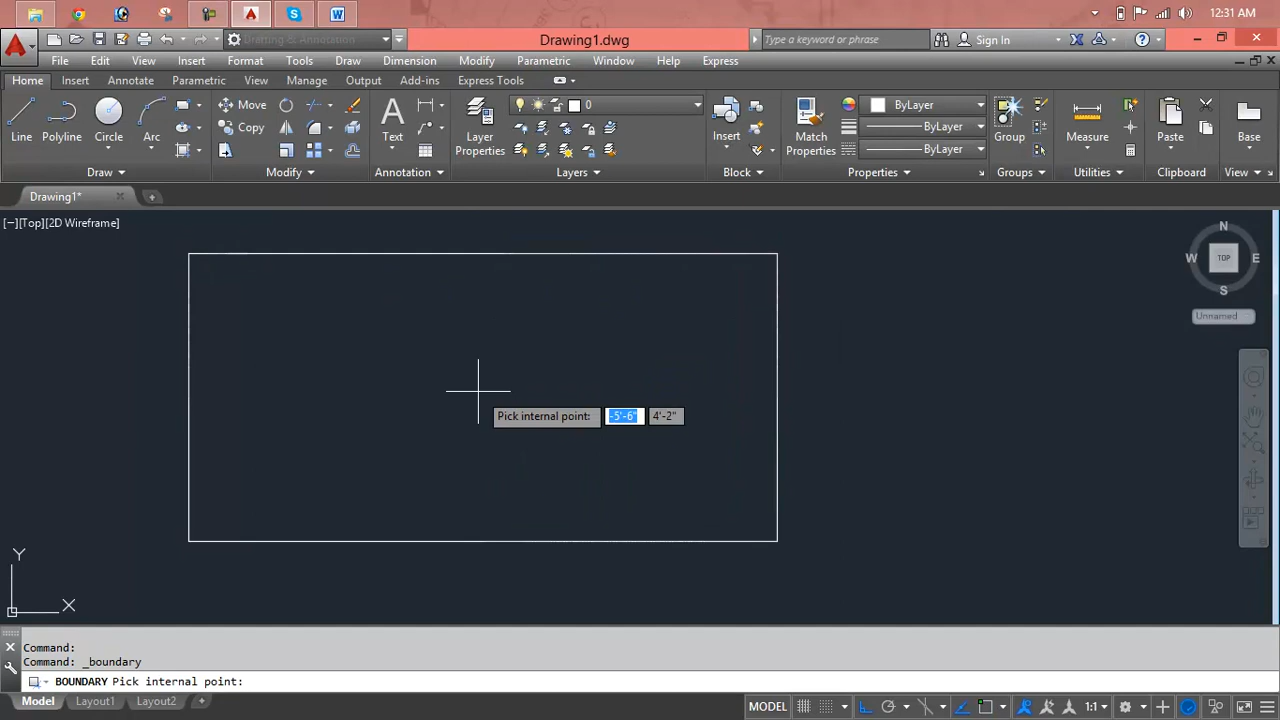 12:31 AM
Drafting & Annotation
Drawing1.dwg
Type a keyword or phrase
Sign In
File Edit View Insert Format Tools Draw Dimension Modify Parametric Window Help Express
Home Insert Annotation Parametric View Manage Output Add-ins Express Tools
Line Polyline Circle Arc
Move
Copy
Text
Layer
Properties
0
Insert
Match
Properties
ByLayer
ByLayer
ByLayer
Group
Measure
Paste
Base
Draw Modify Annotation Layers Block Properties Groups Utilities Clipboard View
Drawing1*
[−][Top][2D Wireframe]
N
W TOP E
S
Unnamed
Pick internal point: -5'-6" 4'-2"
Y
X
Command:
Command: _boundary
BOUNDARY Pick internal point:
Model Layout1 Layout2
MODEL
1:1